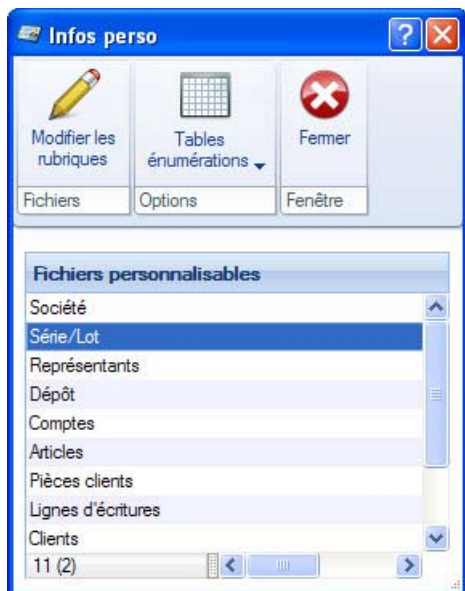 Infos perso
?
Modifier les rubriques
Tables énumérations
Fermer
Fichiers
Options
Fenêtre
Fichiers personnalisables
Société
Série/Lot
Représentants
Dépôt
Comptes
Articles
Pièces clients
Lignes d'écritures
Clients
11 (2)